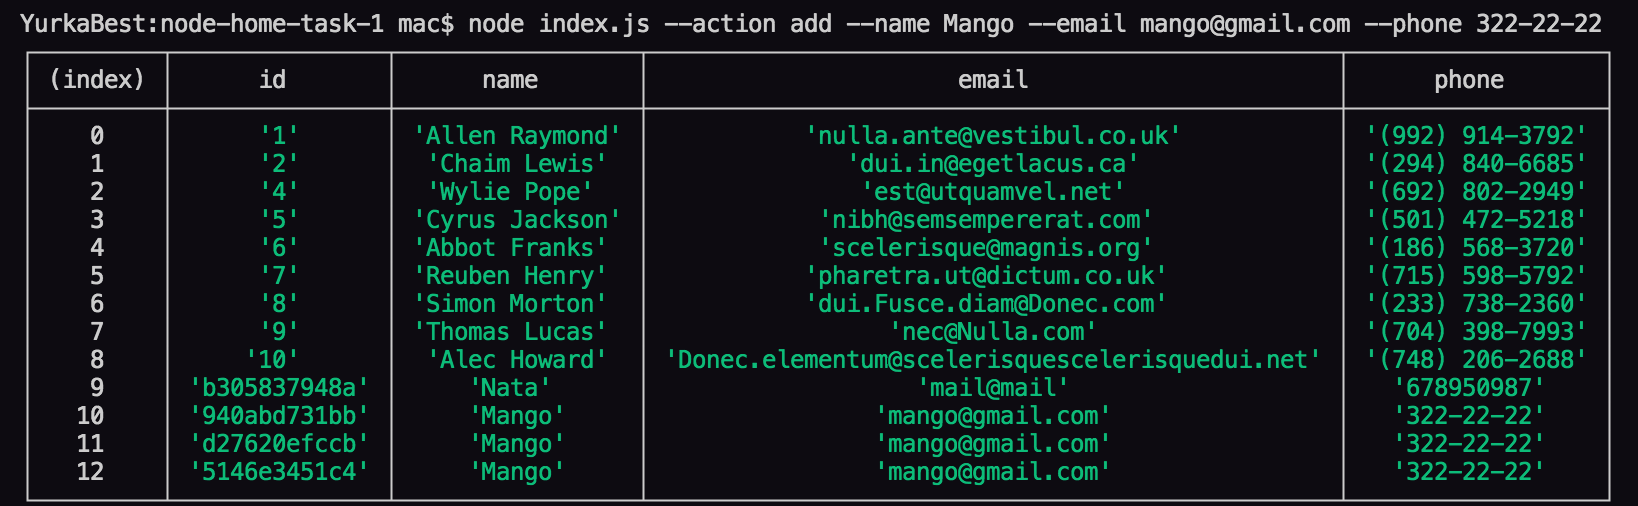 YurkaBest:node-home-task-1 mac$ node index.js --action add --name Mango --email mango@gmail.com --phone 322-22-22
(index) id name email phone
0 '1' 'Allen Raymond' 'nulla.ante@vestibul.co.uk' '(992) 914-3792'
1 '2' 'Chaim Lewis' 'dui.in@egetlacus.ca' '(294) 840-6685'
2 '4' 'Wylie Pope' 'est@utquamvel.net' '(692) 802-2949'
3 '5' 'Cyrus Jackson' 'nibh@semsempererat.com' '(501) 472-5218'
4 '6' 'Abbot Franks' 'scelerisque@magnis.org' '(186) 568-3720'
5 '7' 'Reuben Henry' 'pharetra.ut@dictum.co.uk' '(715) 598-5792'
6 '8' 'Simon Morton' 'dui.Fusce.diam@Donec.com' '(233) 738-2360'
7 '9' 'Thomas Lucas' 'nec@Nulla.com' '(704) 398-7993'
8 '10' 'Alec Howard' 'Donec.elementum@scelerisquescelerisquedui.net' '(748) 206-2688'
9 'b305837948a' 'Nata' 'mail@mail' '678950987'
10 '940abd731bb' 'Mango' 'mango@gmail.com' '322-22-22'
11 'd27620efccb' 'Mango' 'mango@gmail.com' '322-22-22'
12 '5146e3451c4' 'Mango' 'mango@gmail.com' '322-22-22'